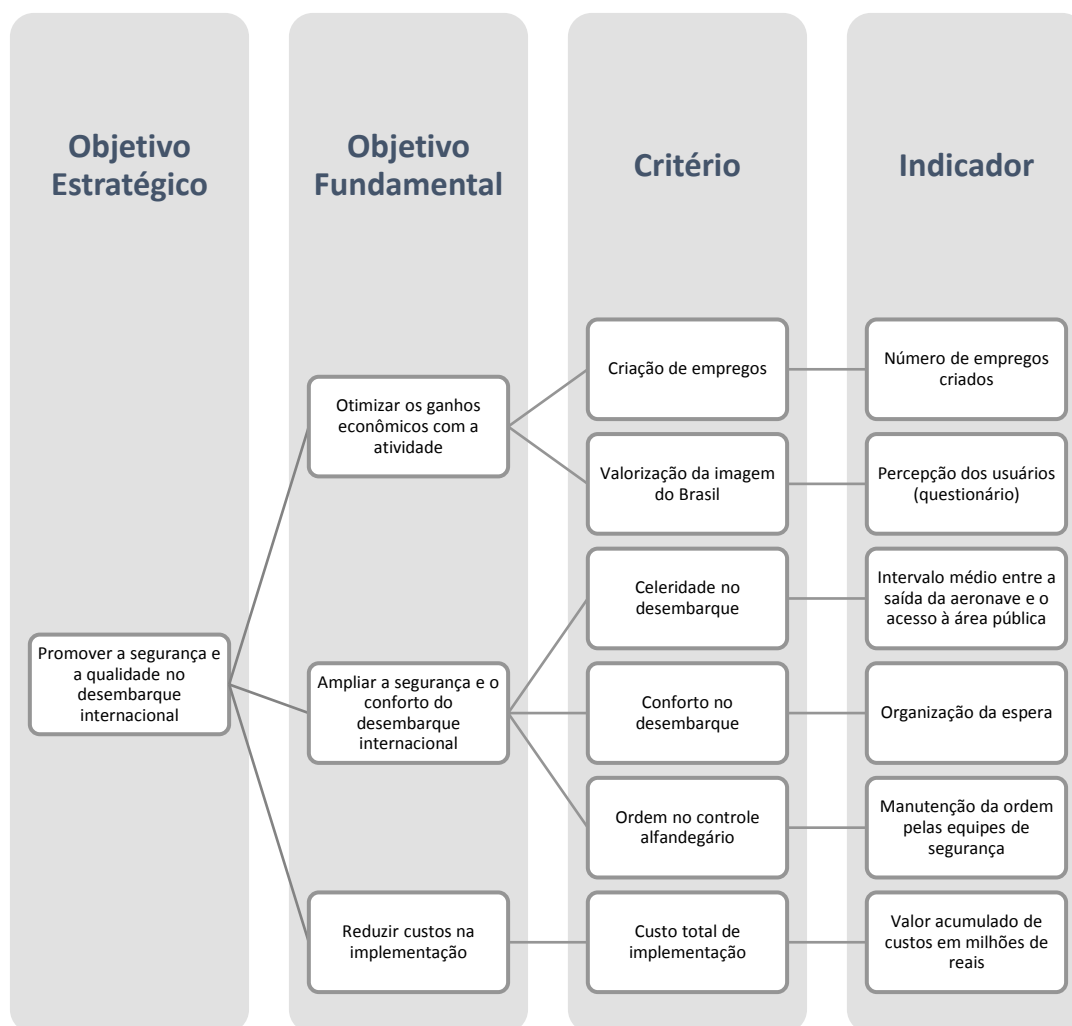 Objetivo
Estratégico
Objetivo
Fundamental
Critério
Indicador
Promover a segurança e
a qualidade no
desembarque
internacional
Otimizar os ganhos
econômicos com a
atividade
Criação de empregos
Número de empregos
criados
Valorização da imagem
do Brasil
Percepção dos usuários
(questionário)
Ampliar a segurança e o
conforto do
desembarque
internacional
Celeridade no
desembarque
Intervalo médio entre a
saída da aeronave e o
acesso à área pública
Conforto no
desembarque
Organização da espera
Ordem no controle
alfandegário
Manutenção da ordem
pelas equipes de
segurança
Reduzir custos na
implementação
Custo total de
implementação
Valor acumulado de
custos em milhões de
reais